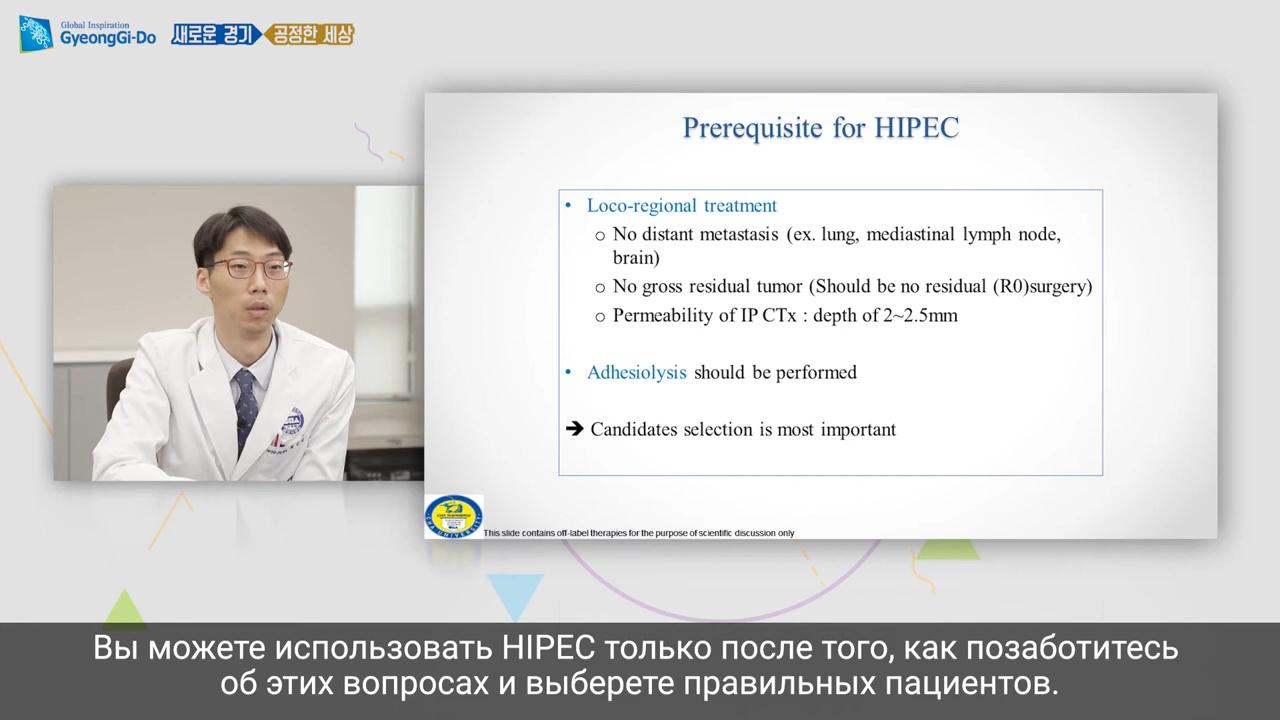 Global Inspiration
GyeongGi-Do
새로운 경기
공정한 세상
Prerequisite for HIPEC
• Loco-regional treatment
o No distant metastasis (ex. lung, mediastinal lymph node,
brain)
o No gross residual tumor (Should be no residual (R0)surgery)
o Permeability of IP CTx : depth of 2~2.5mm
• Adhesiolysis should be performed
➔ Candidates selection is most important
This slide contains off-label therapies for the purpose of scientific discussion only
Вы можете использовать HIPEC только после того, как позаботитесь
об этих вопросах и выберете правильных пациентов.